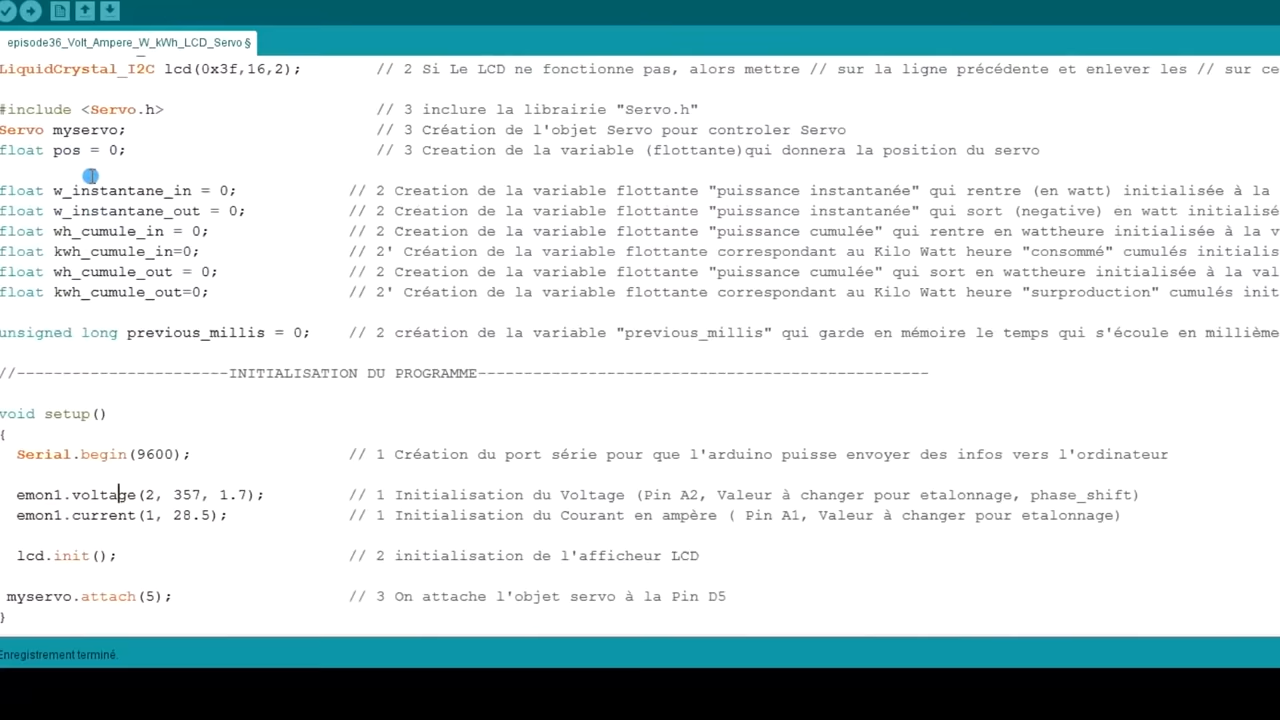 episode36_Volt_Ampere_W_kWh_LCD_Servo §
LiquidCrystal_I2C lcd(0x3f,16,2); // 2 Si Le LCD ne fonctionne pas, alors mettre // sur la ligne précédente et enlever les // sur ce
#include <Servo.h> // 3 inclure la librairie "Servo.h"
Servo myservo; // 3 Création de l'objet Servo pour controler Servo
float pos = 0; // 3 Creation de la variable (flottante)qui donnera la position du servo
float w_instantane_in = 0; // 2 Creation de la variable flottante "puissance instantanée" qui rentre (en watt) initialisée à la
float w_instantane_out = 0; // 2 Creation de la variable flottante "puissance instantanée" qui sort (negative) en watt initialisé
float wh_cumule_in = 0; // 2 Creation de la variable flottante "puissance cumulée" qui rentre en wattheure initialisée à la v
float kwh_cumule_in=0; // 2' Création de la variable flottante correspondant au Kilo Watt heure "consommé" cumulés initialis
float wh_cumule_out = 0; // 2 Creation de la variable flottante "puissance cumulée" qui sort en wattheure initialisée à la val
float kwh_cumule_out=0; // 2' Création de la variable flottante correspondant au Kilo Watt heure "surproduction" cumulés init
unsigned long previous_millis = 0; // 2 création de la variable "previous_millis" qui garde en mémoire le temps qui s'écoule en millième
//-----------------------INITIALISATION DU PROGRAMME-------------------------------------------------
void setup()
{
Serial.begin(9600); // 1 Création du port série pour que l'arduino puisse envoyer des infos vers l'ordinateur
emon1.voltage(2, 357, 1.7); // 1 Initialisation du Voltage (Pin A2, Valeur à changer pour etalonnage, phase_shift)
emon1.current(1, 28.5); // 1 Initialisation du Courant en ampère ( Pin A1, Valeur à changer pour etalonnage)
lcd.init(); // 2 initialisation de l'afficheur LCD
myservo.attach(5); // 3 On attache l'objet servo à la Pin D5
}
Enregistrement terminé.